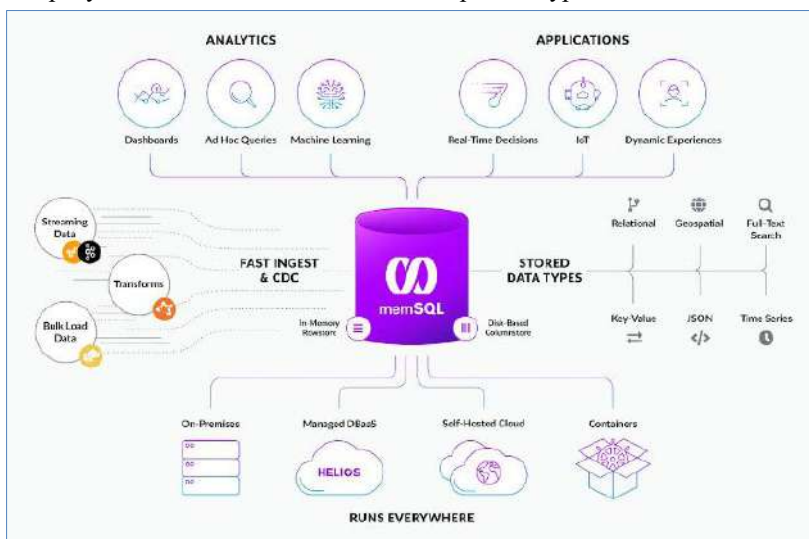 ANALYTICS
APPLICATIONS
Dashboards
Ad Hoc Queries
Machine Learning
Real-Time Decisions
IoT
Dynamic Experiences
Streaming
Data
Transforms
Bulk Load
Data
FAST INGEST
& CDC
memSQL
In-Memory
Rowstore
Disk-Based
Columnstore
STORED
DATA TYPES
Relational
Geospatial
Full-Text
Search
Key-Value
JSON
</>
Time Series
On-Premises
Managed DBaaS
Self-Hosted Cloud
Containers
HELIOS
RUNS EVERYWHERE